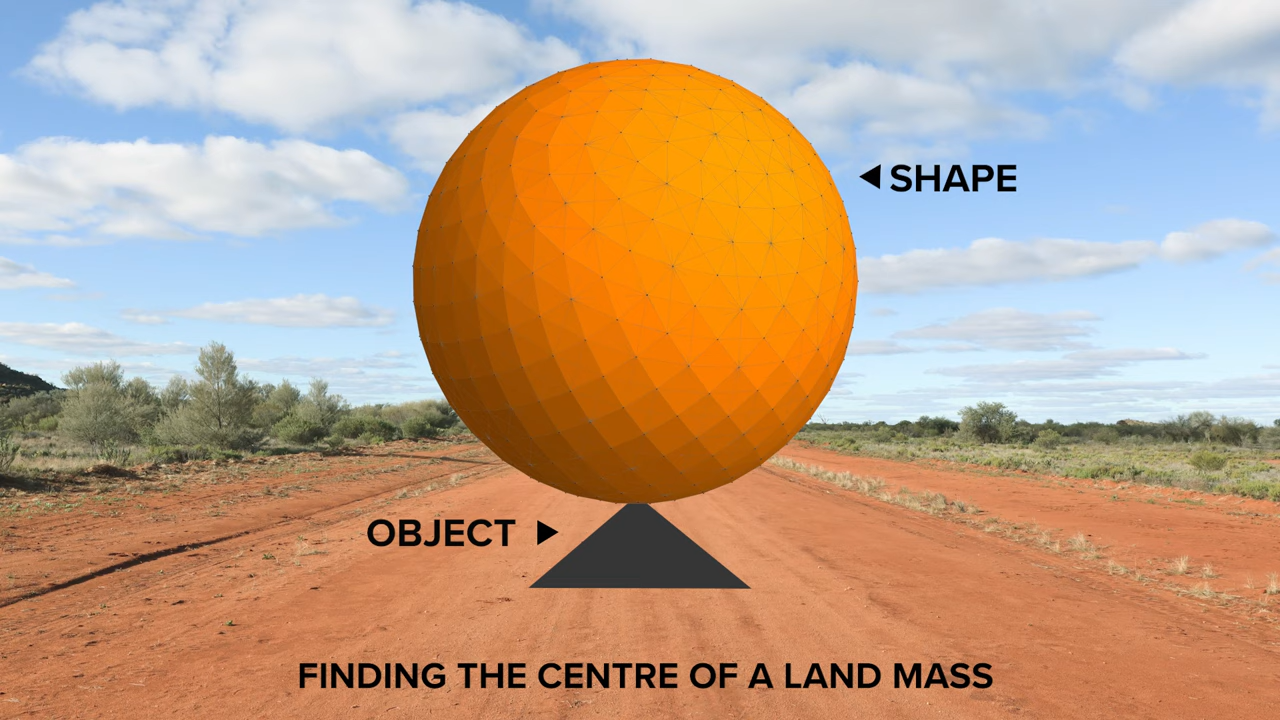 SHAPE
OBJECT
FINDING THE CENTRE OF A LAND MASS